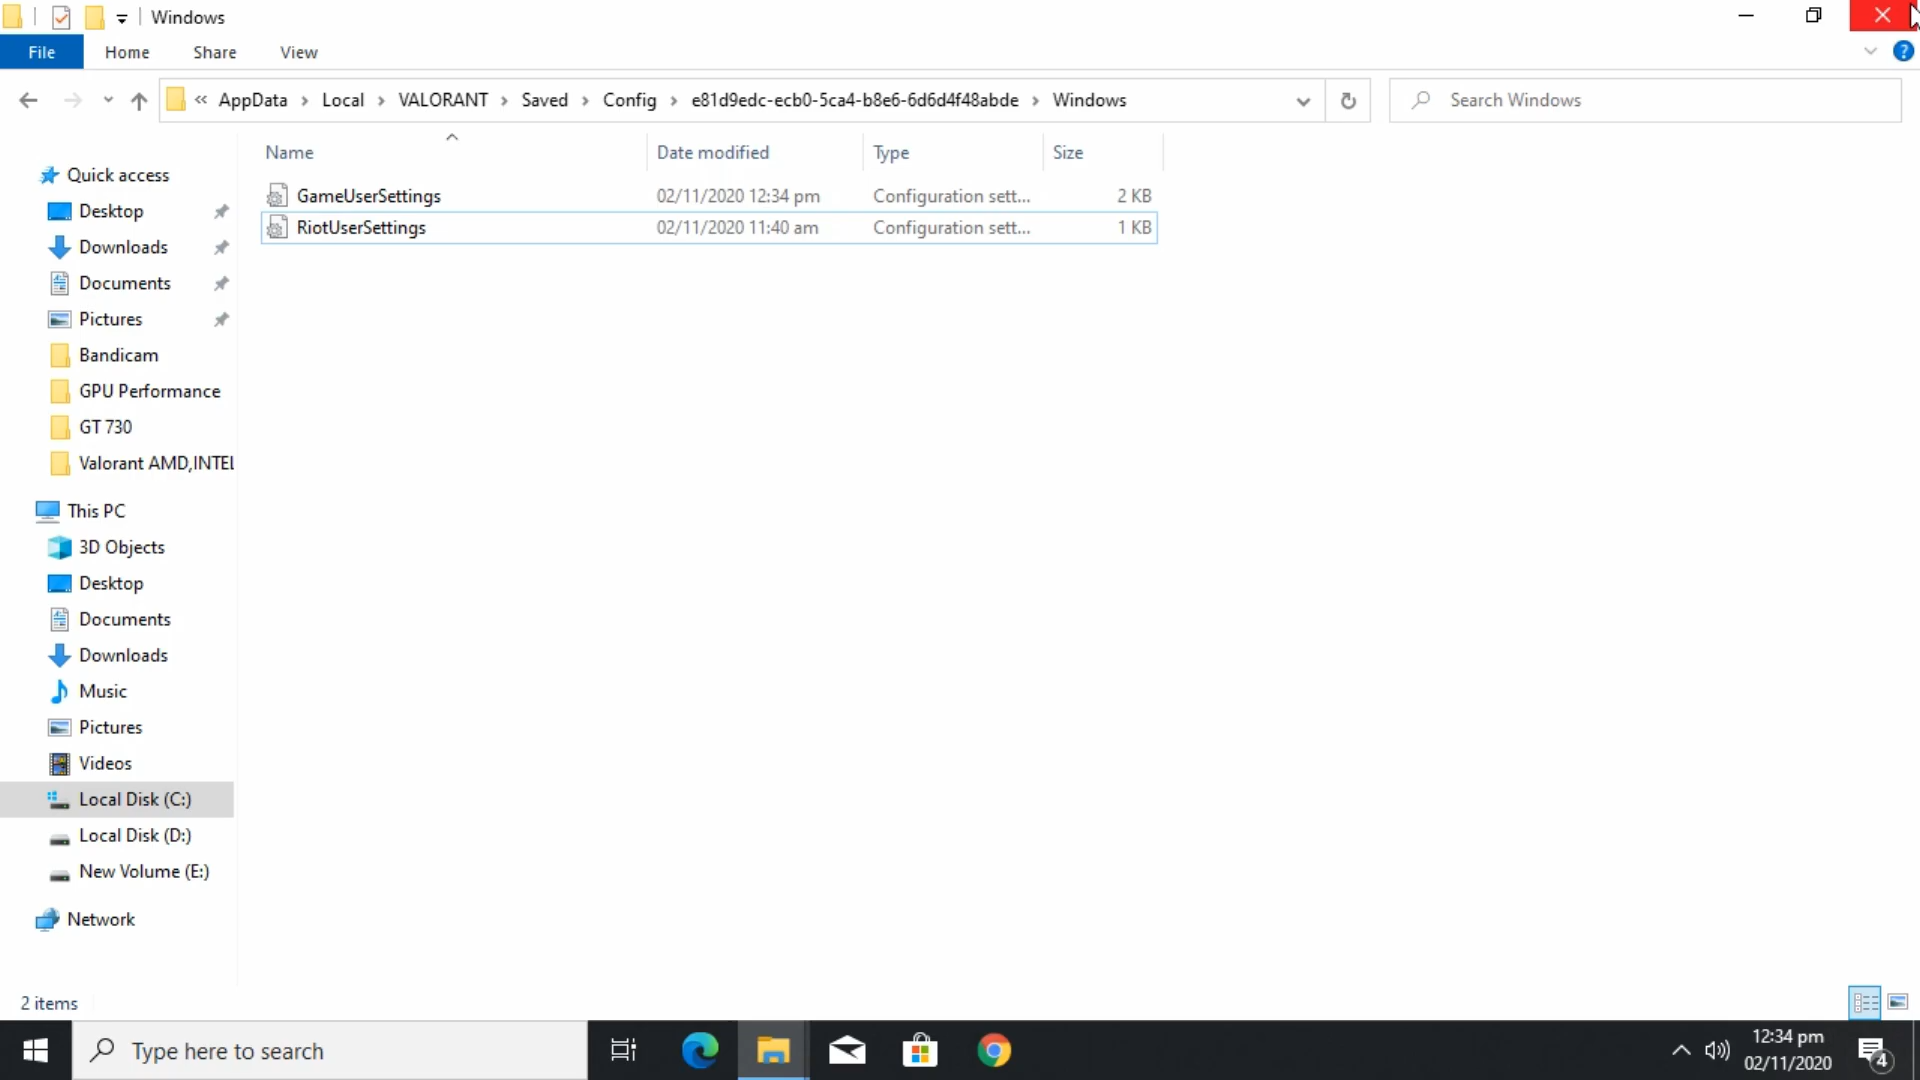 Windows
File Home Share View
« AppData › Local › VALORANT › Saved › Config › e81d9edc-ecb0-5ca4-b8e6-6d6d4f48abde › Windows
Search Windows
Name Date modified Type Size
GameUserSettings 02/11/2020 12:34 pm Configuration sett... 2 KB
RiotUserSettings 02/11/2020 11:40 am Configuration sett... 1 KB
Quick access
Desktop
Downloads
Documents
Pictures
Bandicam
GPU Performance
GT 730
Valorant AMD,INTEL
This PC
3D Objects
Desktop
Documents
Downloads
Music
Pictures
Videos
Local Disk (C:)
Local Disk (D:)
New Volume (E:)
Network
2 items
Type here to search
12:34 pm
02/11/2020
4